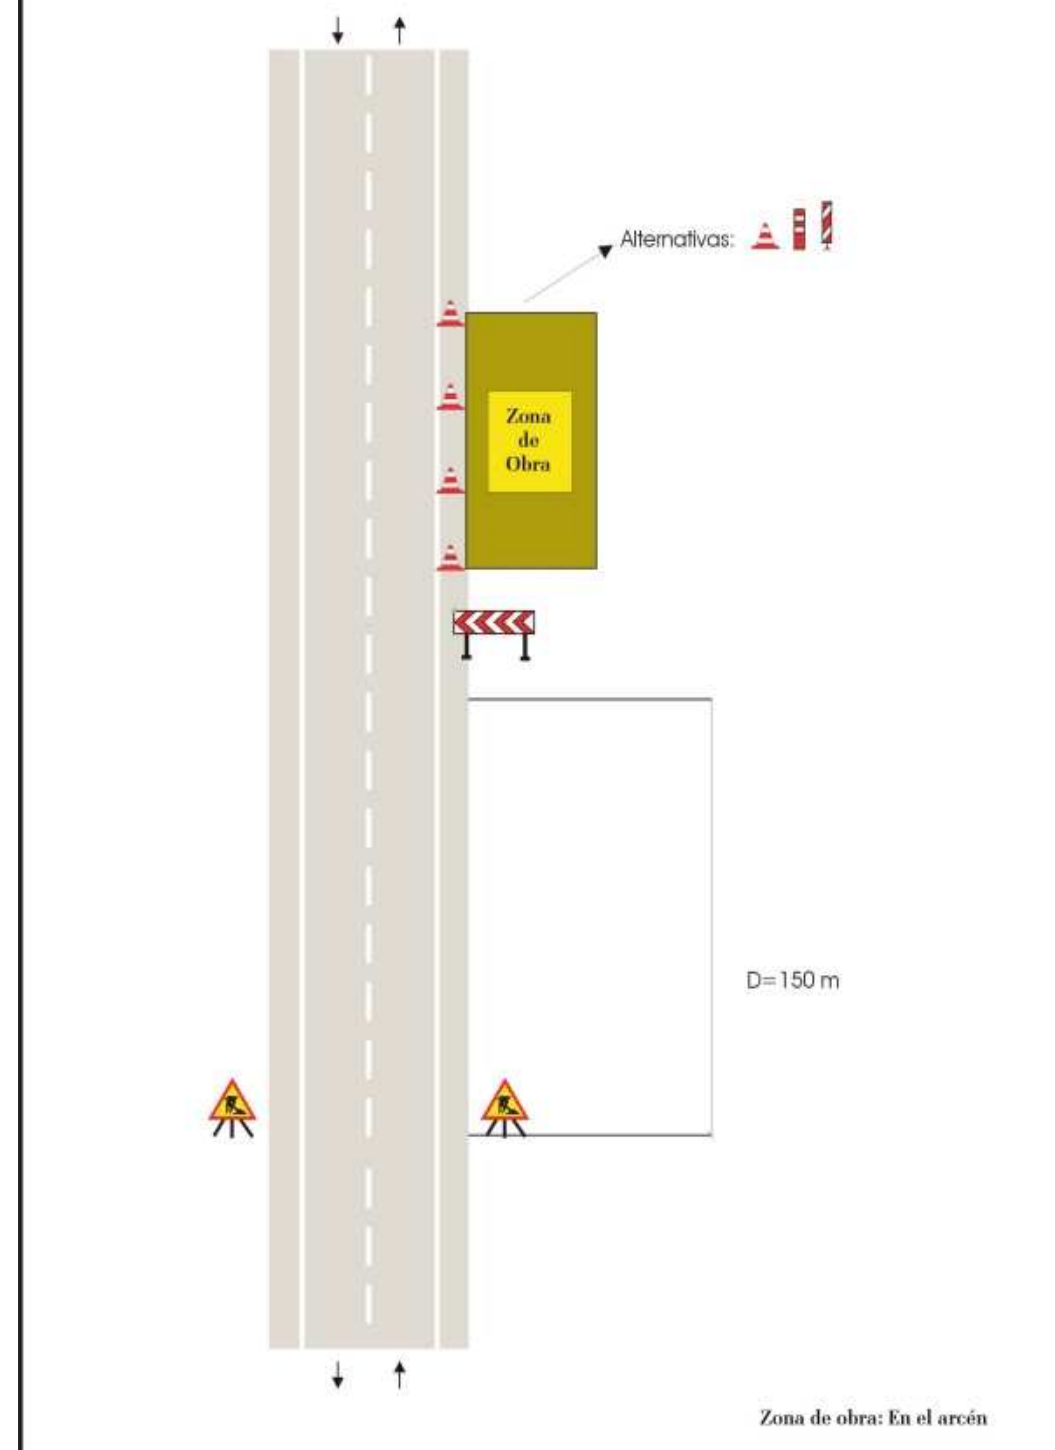 Alternativas:
Zona
de
Obra
D=150 m
Zona de obra: En el arcén